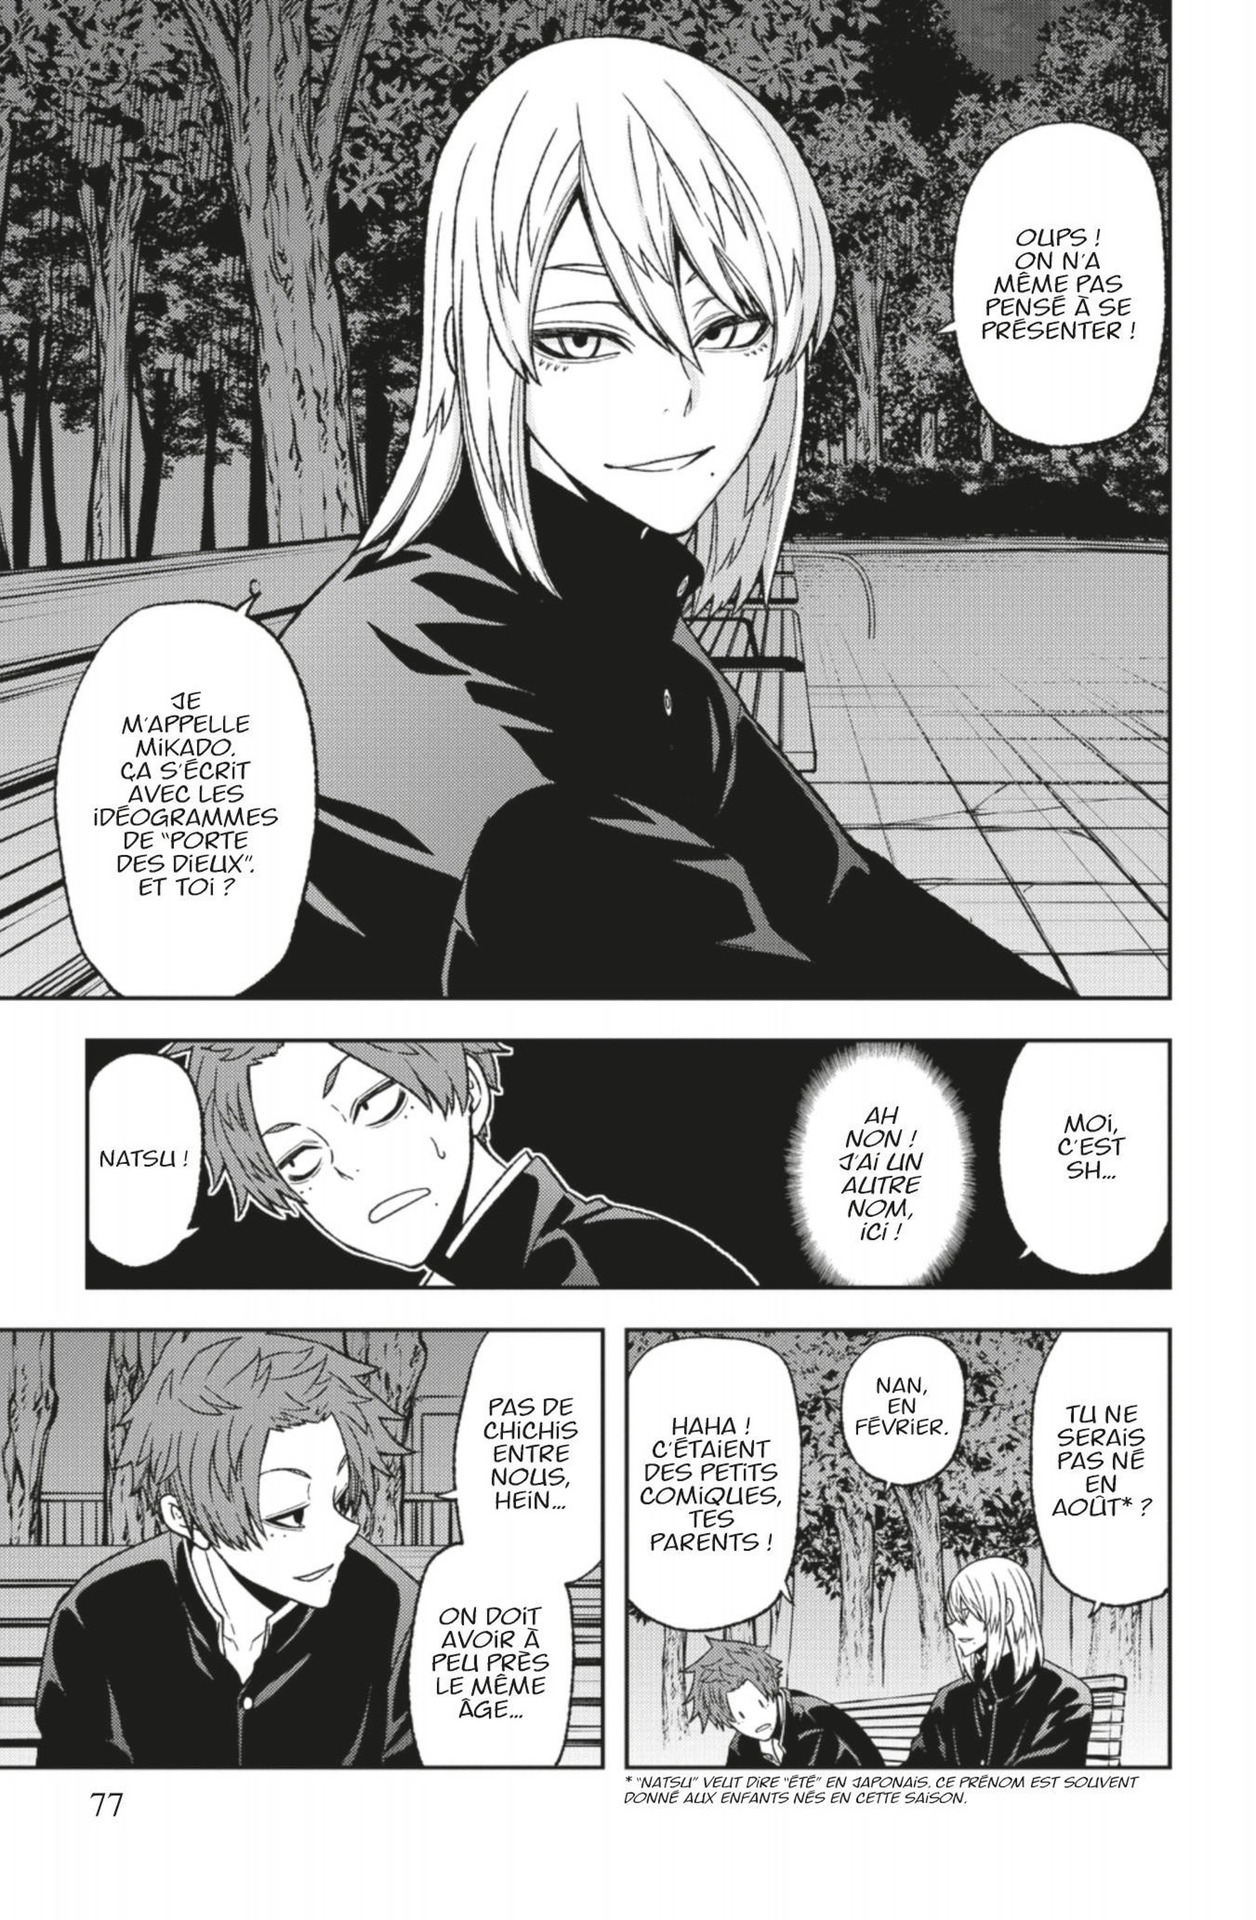 OUPS !
ON N'A
MÊME PAS
PENSÉ À SE
PRÉSENTER !
JE
M'APPELLE
MIKADO.
ÇA S'ÉCRIT
AVEC LES
IDÉOGRAMMES
DE "PORTE
DES DIEUX".
ET TOI ?
MOI,
C'EST
SH...
AH
NON !
J'AI UN
AUTRE
NOM,
ICI !
NATSU !
TU NE
SERAIS
PAS NÉ
EN
AOÛT* ?
NAN,
EN
FÉVRIER.
HAHA !
C'ÉTAIENT
DES PETITS
COMIQUES,
TES
PARENTS !
* "NATSU" VEUT DIRE "ÉTÉ" EN JAPONAIS. CE PRÉNOM EST SOUVENT
DONNÉ AUX ENFANTS NÉS EN CETTE SAISON.
PAS DE
CHICHIS
ENTRE
NOUS,
HEIN...
ON DOIT
AVOIR À
PEU PRÈS
LE MÊME
ÂGE...
77